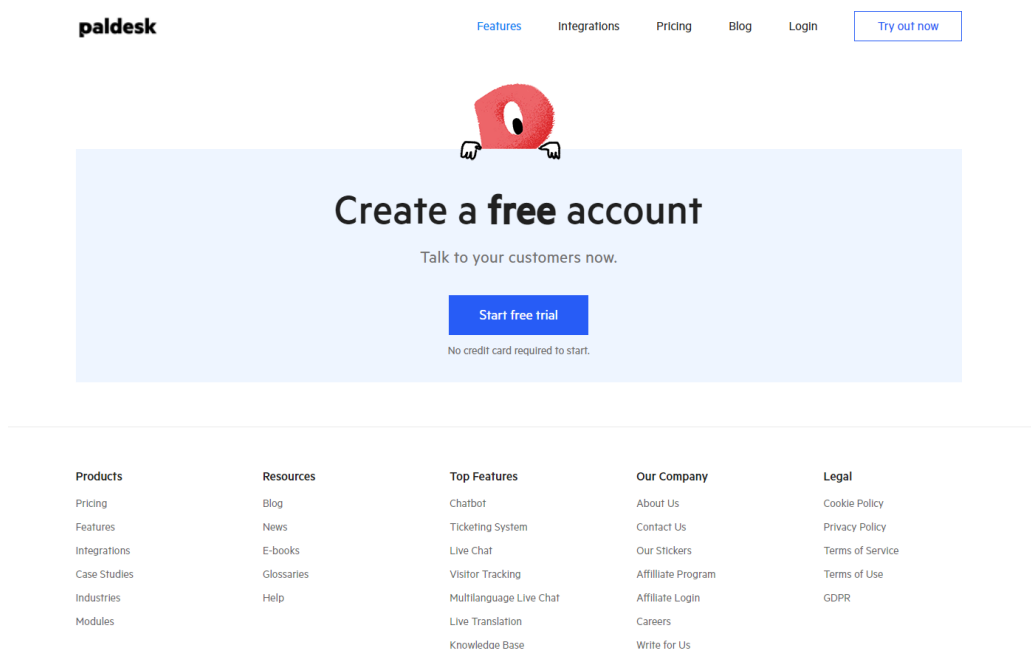 paldesk
Features Integrations Pricing Blog LogIn Try out now
Create a free account
Talk to your customers now.
Start free trial
No credit card required to start.
Products
Pricing
Features
Integrations
Case Studies
Industries
Modules
Resources
Blog
News
E-books
Glossaries
Help
Top Features
Chatbot
Ticketing System
Live Chat
Visitor Tracking
Multilanguage Live Chat
Live Translation
Knowledge Base
Our Company
About Us
Contact Us
Our Stickers
Affilliate Program
Affiliate Login
Careers
Write for Us
Legal
Cookie Policy
Privacy Policy
Terms of Service
Terms of Use
GDPR